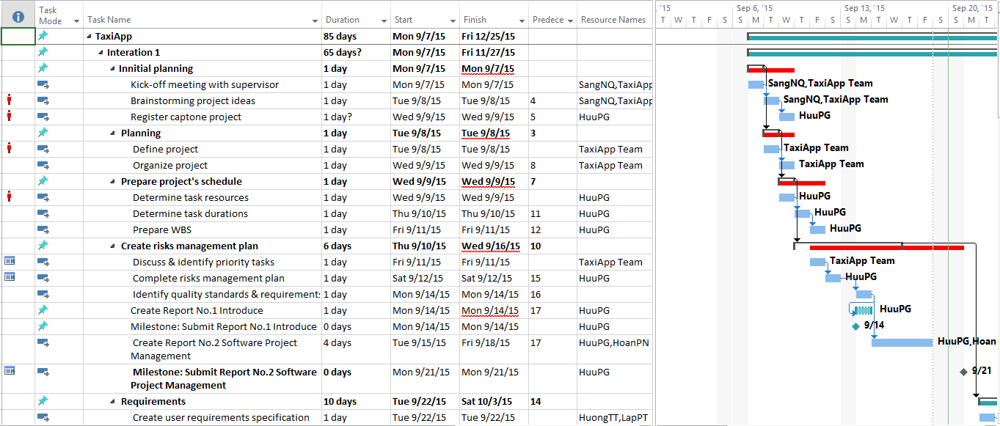 Task Mode Task Name Duration Start Finish Predece Resource Names
, '15 Sep 6, '15 Sep 13, '15 Sep 20, '15
T W T F S S M T W T F S S M T W T F S S M T
TaxiApp 85 days Mon 9/7/15 Fri 12/25/15
Interation 1 65 days? Mon 9/7/15 Fri 11/27/15
Innitial planning 1 day Mon 9/7/15 Mon 9/7/15
Kick-off meeting with supervisor 1 day Mon 9/7/15 Mon 9/7/15 SangNQ,TaxiApp SangNQ,TaxiApp Team
Brainstorming project ideas 1 day Tue 9/8/15 Tue 9/8/15 4 SangNQ,TaxiApp SangNQ,TaxiApp Team
Register captone project 1 day? Wed 9/9/15 Wed 9/9/15 5 HuuPG HuuPG
Planning 1 day Tue 9/8/15 Tue 9/8/15 3
Define project 1 day Tue 9/8/15 Tue 9/8/15 TaxiApp Team TaxiApp Team
Organize project 1 day Tue 9/8/15 Tue 9/8/15 8 TaxiApp Team TaxiApp Team
Prepare project's schedule 1 day Wed 9/9/15 Wed 9/9/15 7
Determine task resources 1 day Wed 9/9/15 Wed 9/9/15 HuuPG HuuPG
Determine task durations 1 day Thu 9/10/15 Thu 9/10/15 11 HuuPG HuuPG
Prepare WBS 1 day Fri 9/11/15 Fri 9/11/15 12 HuuPG HuuPG
Create risks management plan 6 days Thu 9/10/15 Wed 9/16/15 10
Discuss & identify priority tasks 1 day Fri 9/11/15 Fri 9/11/15 TaxiApp Team TaxiApp Team
Complete risks management plan 1 day Sat 9/12/15 Sat 9/12/15 15 HuuPG HuuPG
Identify quality standards & requirements 1 day Mon 9/14/15 Mon 9/14/15 16
Create Report No.1 Introduce 1 day Mon 9/14/15 Mon 9/14/15 17 HuuPG HuuPG
Milestone: Submit Report No.1 Introduce 0 days Mon 9/14/15 Mon 9/14/15 HuuPG 9/14
Create Report No.2 Software Project 4 days Tue 9/15/15 Fri 9/18/15 17 HuuPG,HoanPN HuuPG,Hoan
Management
Milestone: Submit Report No.2 Software 0 days Mon 9/21/15 Mon 9/21/15 HuuPG 9/21
Project Management
Requirements 10 days Tue 9/22/15 Sat 10/3/15 14
Create user requirements specification 1 day Tue 9/22/15 Tue 9/22/15 HuongTT,LapPT